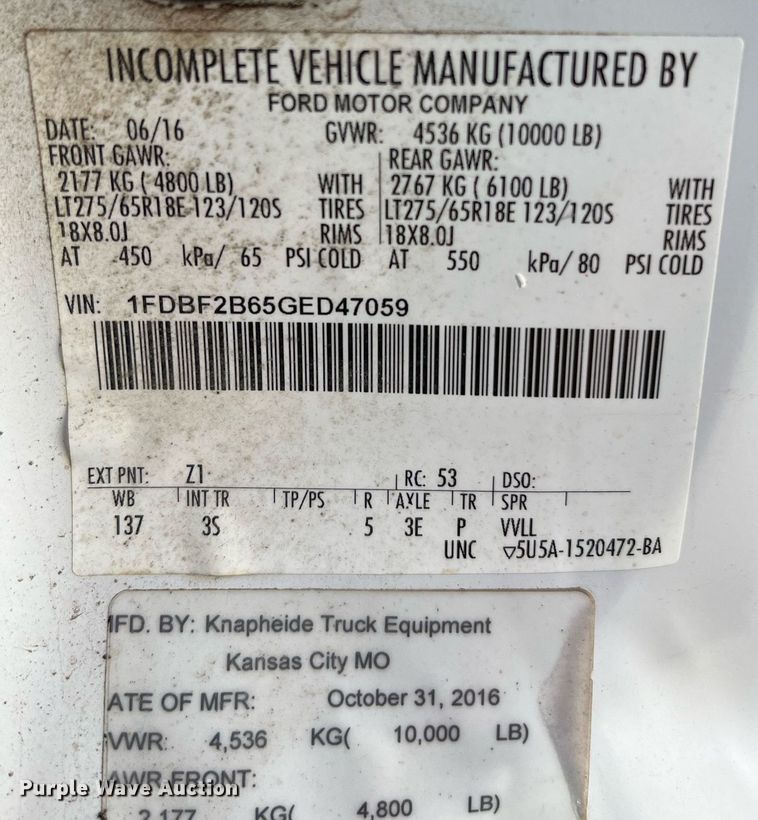 INCOMPLETE VEHICLE MANUFACTURED BY
FORD MOTOR COMPANY
DATE: 06/16 GVWR: 4536 KG (10000 LB)
FRONT GAWR: REAR GAWR:
2177 KG ( 4800 LB) WITH 2767 KG ( 6100 LB) WITH
LT275/65R18E 123/120S TIRES LT275/65R18E 123/120S TIRES
18X8.0J RIMS 18X8.0J RIMS
AT 450 kPa/ 65 PSI COLD AT 550 kPa/ 80 PSI COLD
VIN: 1FDBF2B65GED47059
EXT PNT: Z1 RC: 53 DSO:
WB INT TR TP/PS R AXLE TR SPR
137 3S 5 3E P VVLL
UNC ▽5U5A-1520472-BA
MFD. BY: Knapheide Truck Equipment
Kansas City MO
ATE OF MFR: October 31, 2016
VWR: 4,536 KG( 10,000 LB)
AWR FRONT:
2,177 KG( 4,800 LB)
Purple Wave Auction